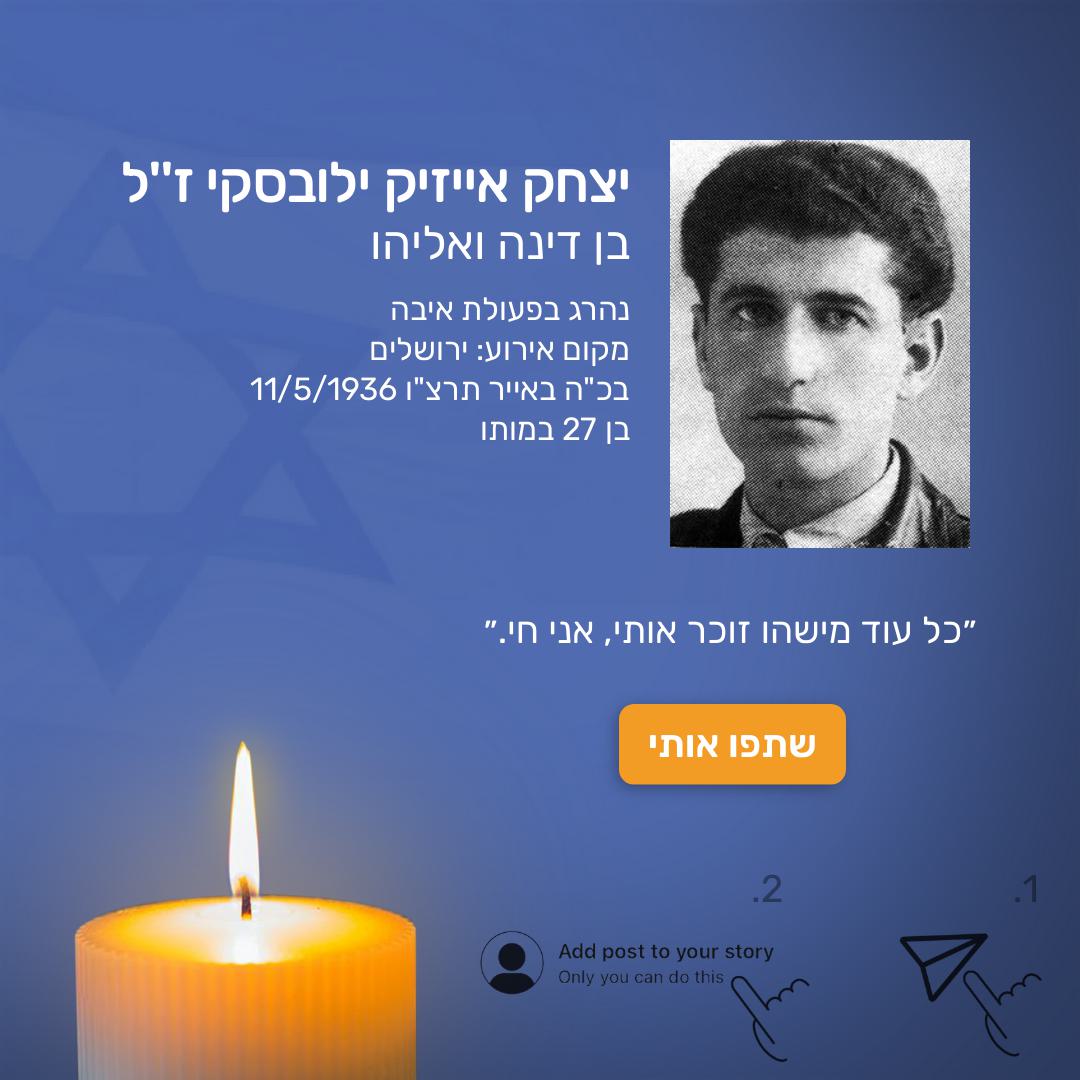 יצחק אייזיק ילובסקי ז''ל
בן דינה ואליהו
נהרג בפעולת איבה
מקום אירוע: ירושלים
בכ"ה באייר תרצ"ו 11/5/1936
בן 27 במותו
״כל עוד מישהו זוכר אותי, אני חי.״
שתפו אותי
1.
2.
Add post to your story
Only you can do this